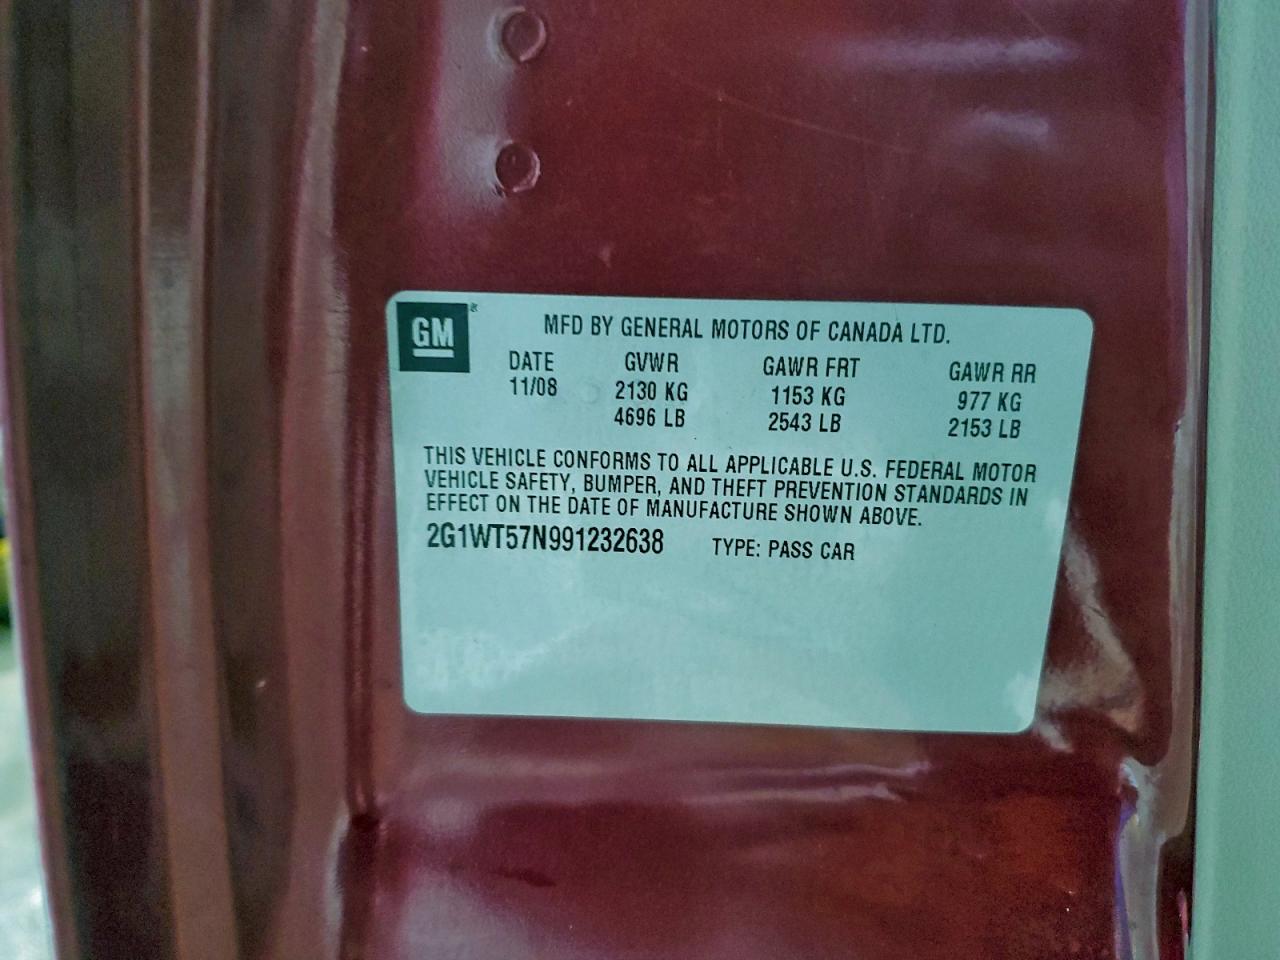 GM®
MFD BY GENERAL MOTORS OF CANADA LTD.
DATE GVWR GAWR FRT GAWR RR
11/08 2130 KG 1153 KG 977 KG
4696 LB 2543 LB 2153 LB
THIS VEHICLE CONFORMS TO ALL APPLICABLE U.S. FEDERAL MOTOR
VEHICLE SAFETY, BUMPER, AND THEFT PREVENTION STANDARDS IN
EFFECT ON THE DATE OF MANUFACTURE SHOWN ABOVE.
2G1WT57N991232638 TYPE: PASS CAR